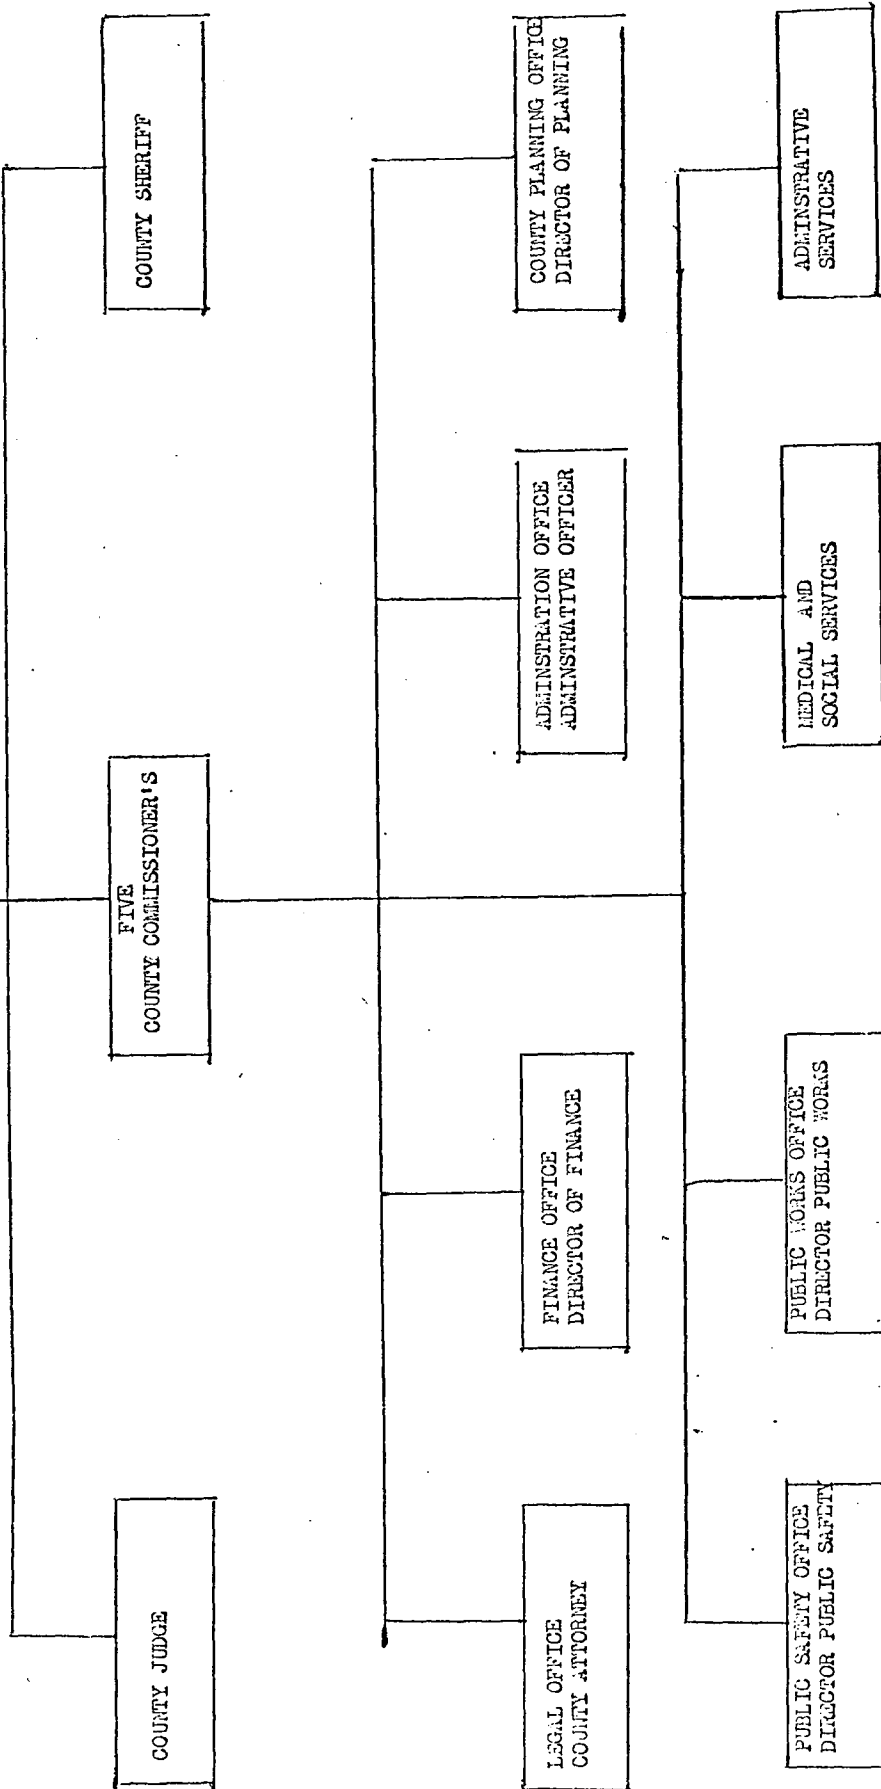 COUNTY JUDGE
FIVE
COUNTY COMMISSIONER'S
COUNTY SHERIFF
LEGAL OFFICE
COUNTY ATTORNEY
FINANCE OFFICE
DIRECTOR OF FINANCE
ADMINSTRATION OFFICE
ADMINSTRATIVE OFFICER
COUNTY PLANNING OFFICE
DIRECTOR OF PLANNING
PUBLIC SAFETY OFFICE
DIRECTOR PUBLIC SAFETY
PUBLIC WORKS OFFICE
DIRECTOR PUBLIC WORKS
MEDICAL AND
SOCIAL SERVICES
ADMINSTRATIVE
SERVICES